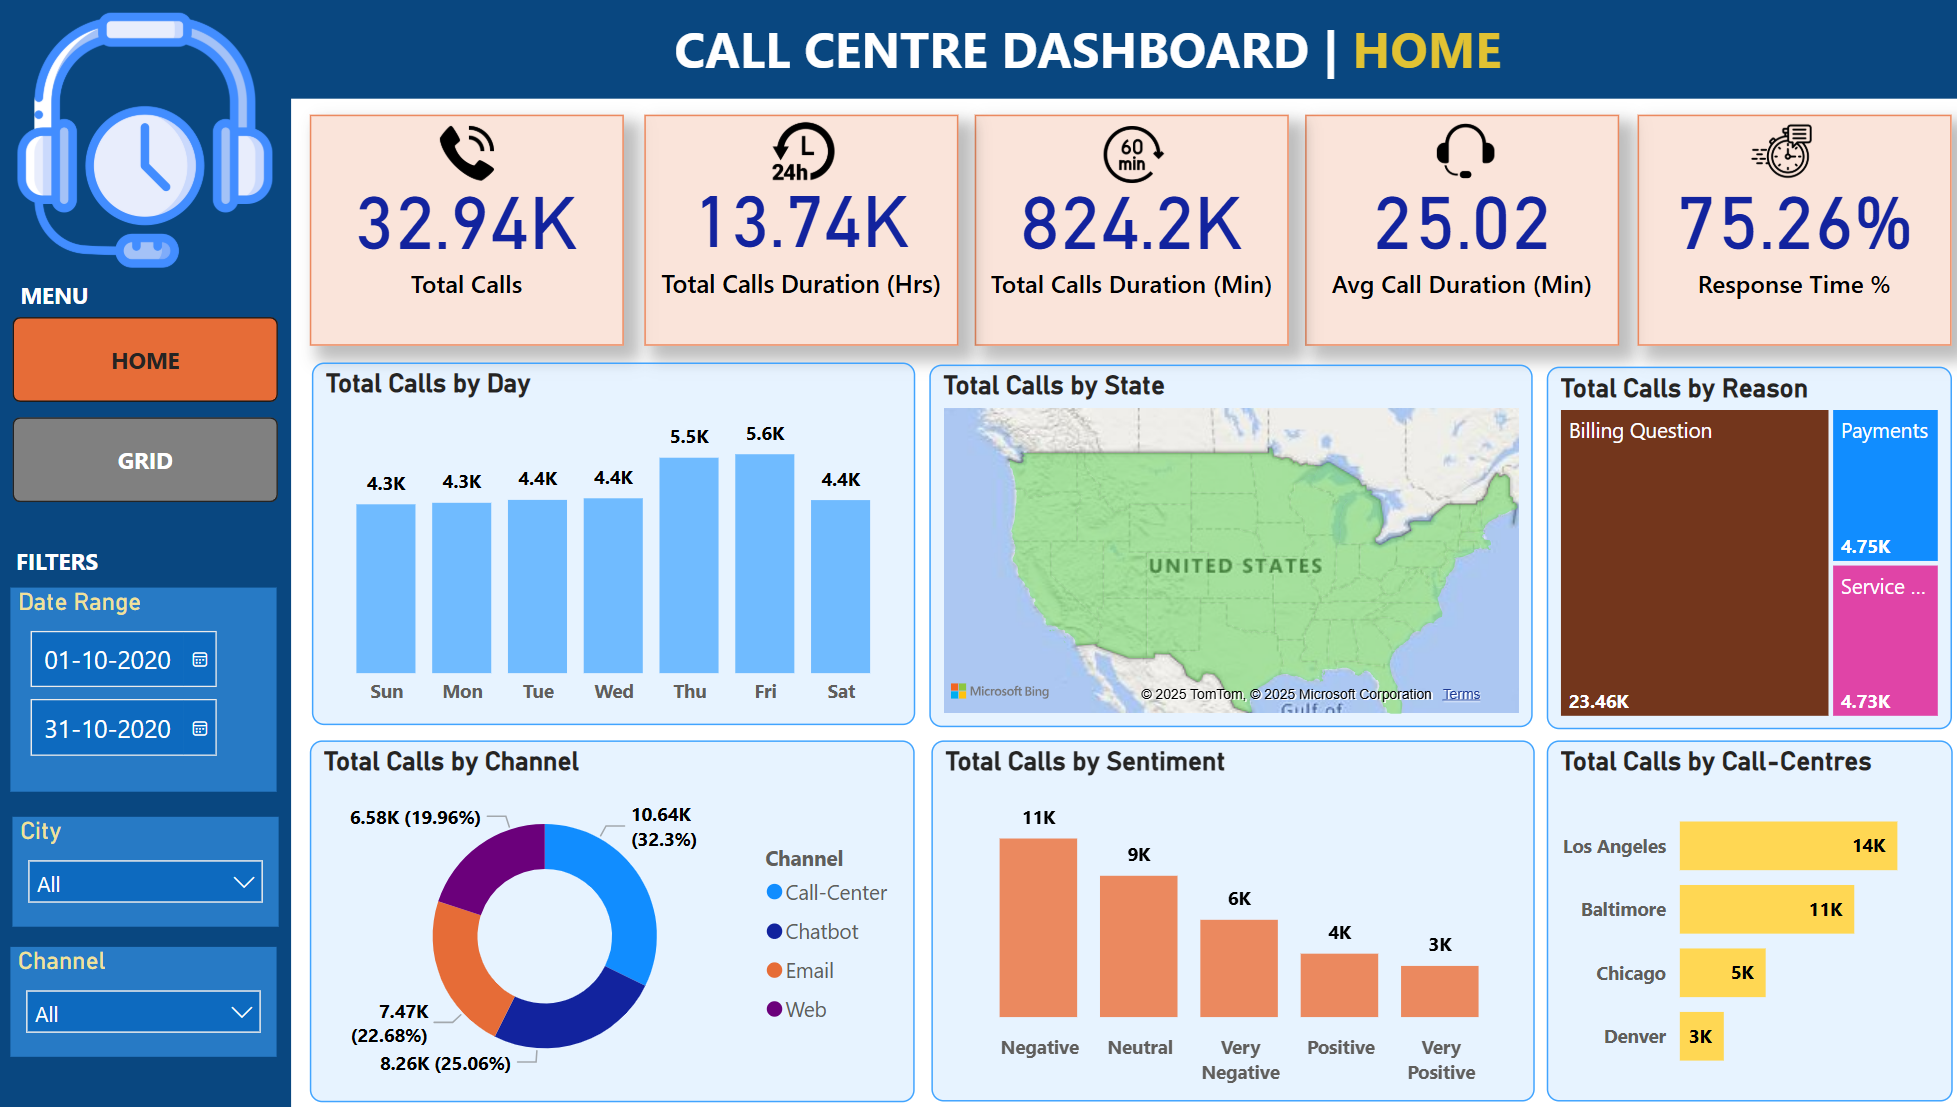 CALL CENTRE DASHBOARD | HOME
MENU
HOME
GRID
FILTERS
Date Range
01-10-2020
31-10-2020
City
All
Channel
All
24h
60
min
32.94K
Total Calls
13.74K
Total Calls Duration (Hrs)
824.2K
Total Calls Duration (Min)
25.02
Avg Call Duration (Min)
75.26%
Response Time %
Total Calls by Day
4.3K
4.3K
4.4K
4.4K
5.5K
5.6K
4.4K
Sun
Mon
Tue
Wed
Thu
Fri
Sat
Total Calls by State
UNITED STATES
Microsoft Bing
© 2025 TomTom, © 2025 Microsoft Corporation Terms
Gulf of
Total Calls by Reason
Billing Question
23.46K
Payments
4.75K
Service ...
4.73K
Total Calls by Channel
6.58K (19.96%)
10.64K
(32.3%)
7.47K
(22.68%)
8.26K (25.06%)
Channel
Call-Center
Chatbot
Email
Web
Total Calls by Sentiment
11K
9K
6K
4K
3K
Negative
Neutral
Very
Negative
Positive
Very
Positive
Total Calls by Call-Centres
Los Angeles
14K
Baltimore
11K
Chicago
5K
Denver
3K